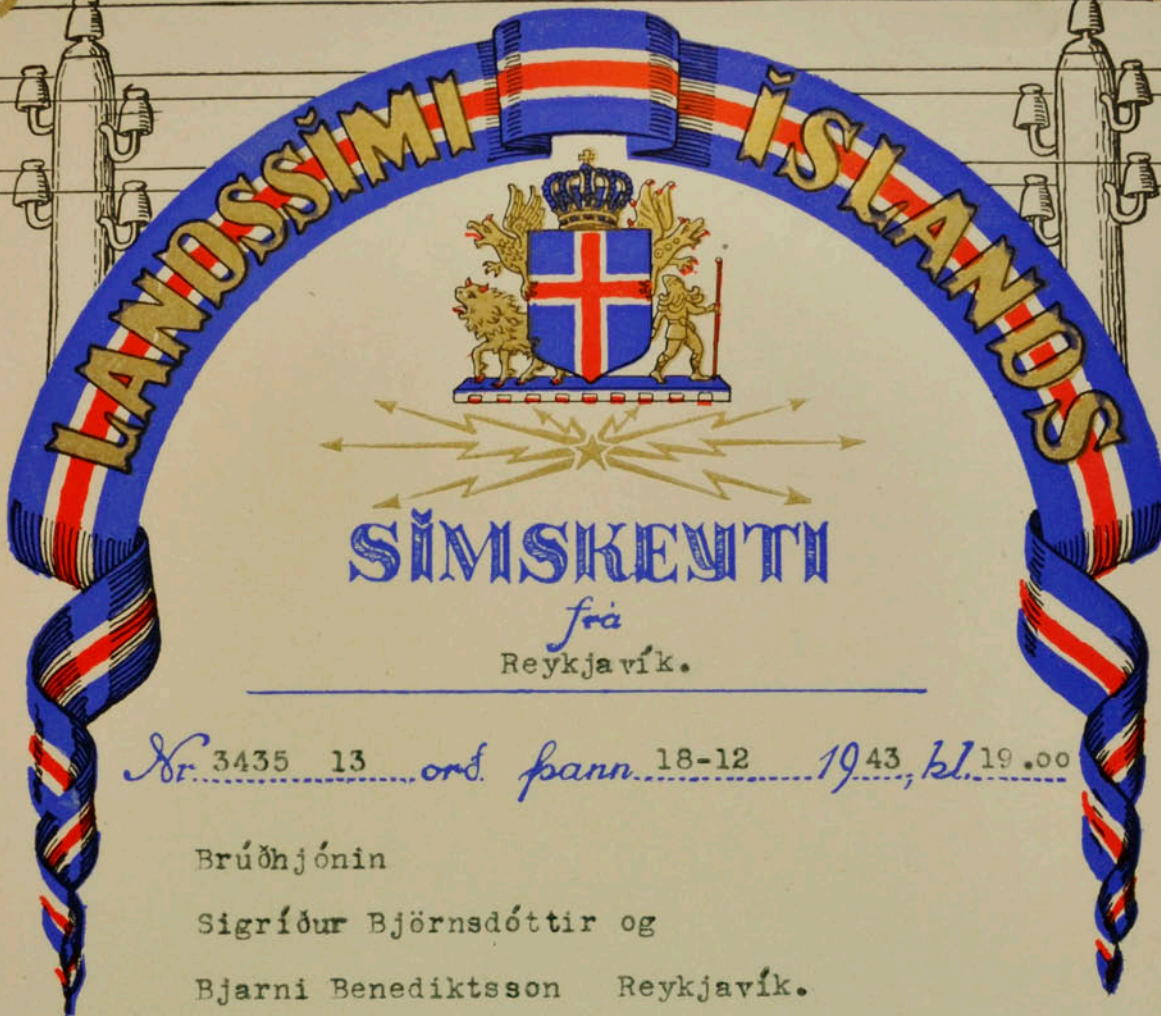 LANDSSÍMI ÍSLANDS
SÍMSKEYTI
frá
Reykjavík.
Nr. 3435 13 orð. þann 18-12 1943, kl. 19.00
Brúðhjónin
Sigríður Björnsdóttir og
Bjarni Benediktsson Reykjavík.